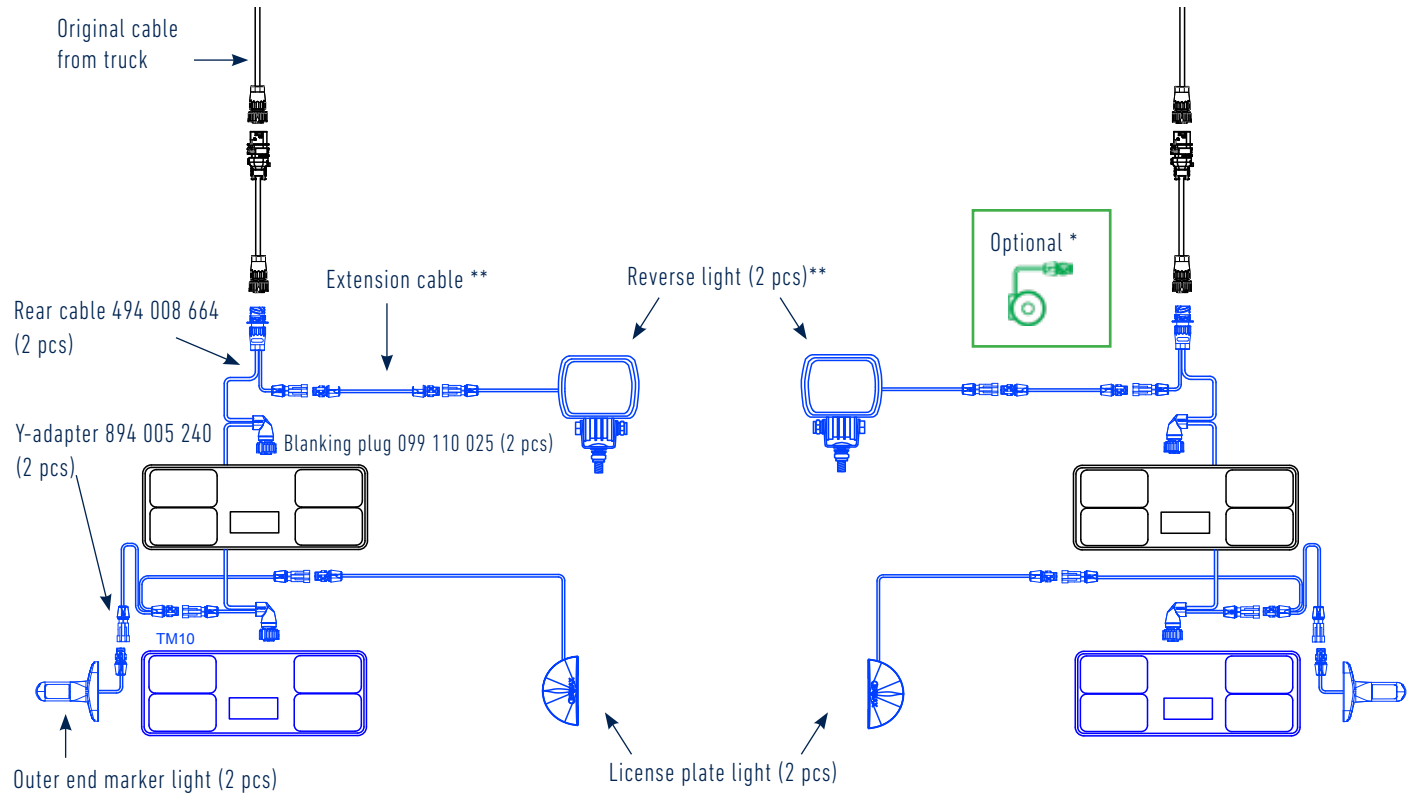 Original cable
from truck
Optional *
Extension cable **
Reverse light (2 pcs)**
Rear cable 494 008 664
(2 pcs)
Y-adapter 894 005 240
(2 pcs)
Blanking plug 099 110 025 (2 pcs)
TM10
Outer end marker light (2 pcs)
License plate light (2 pcs)